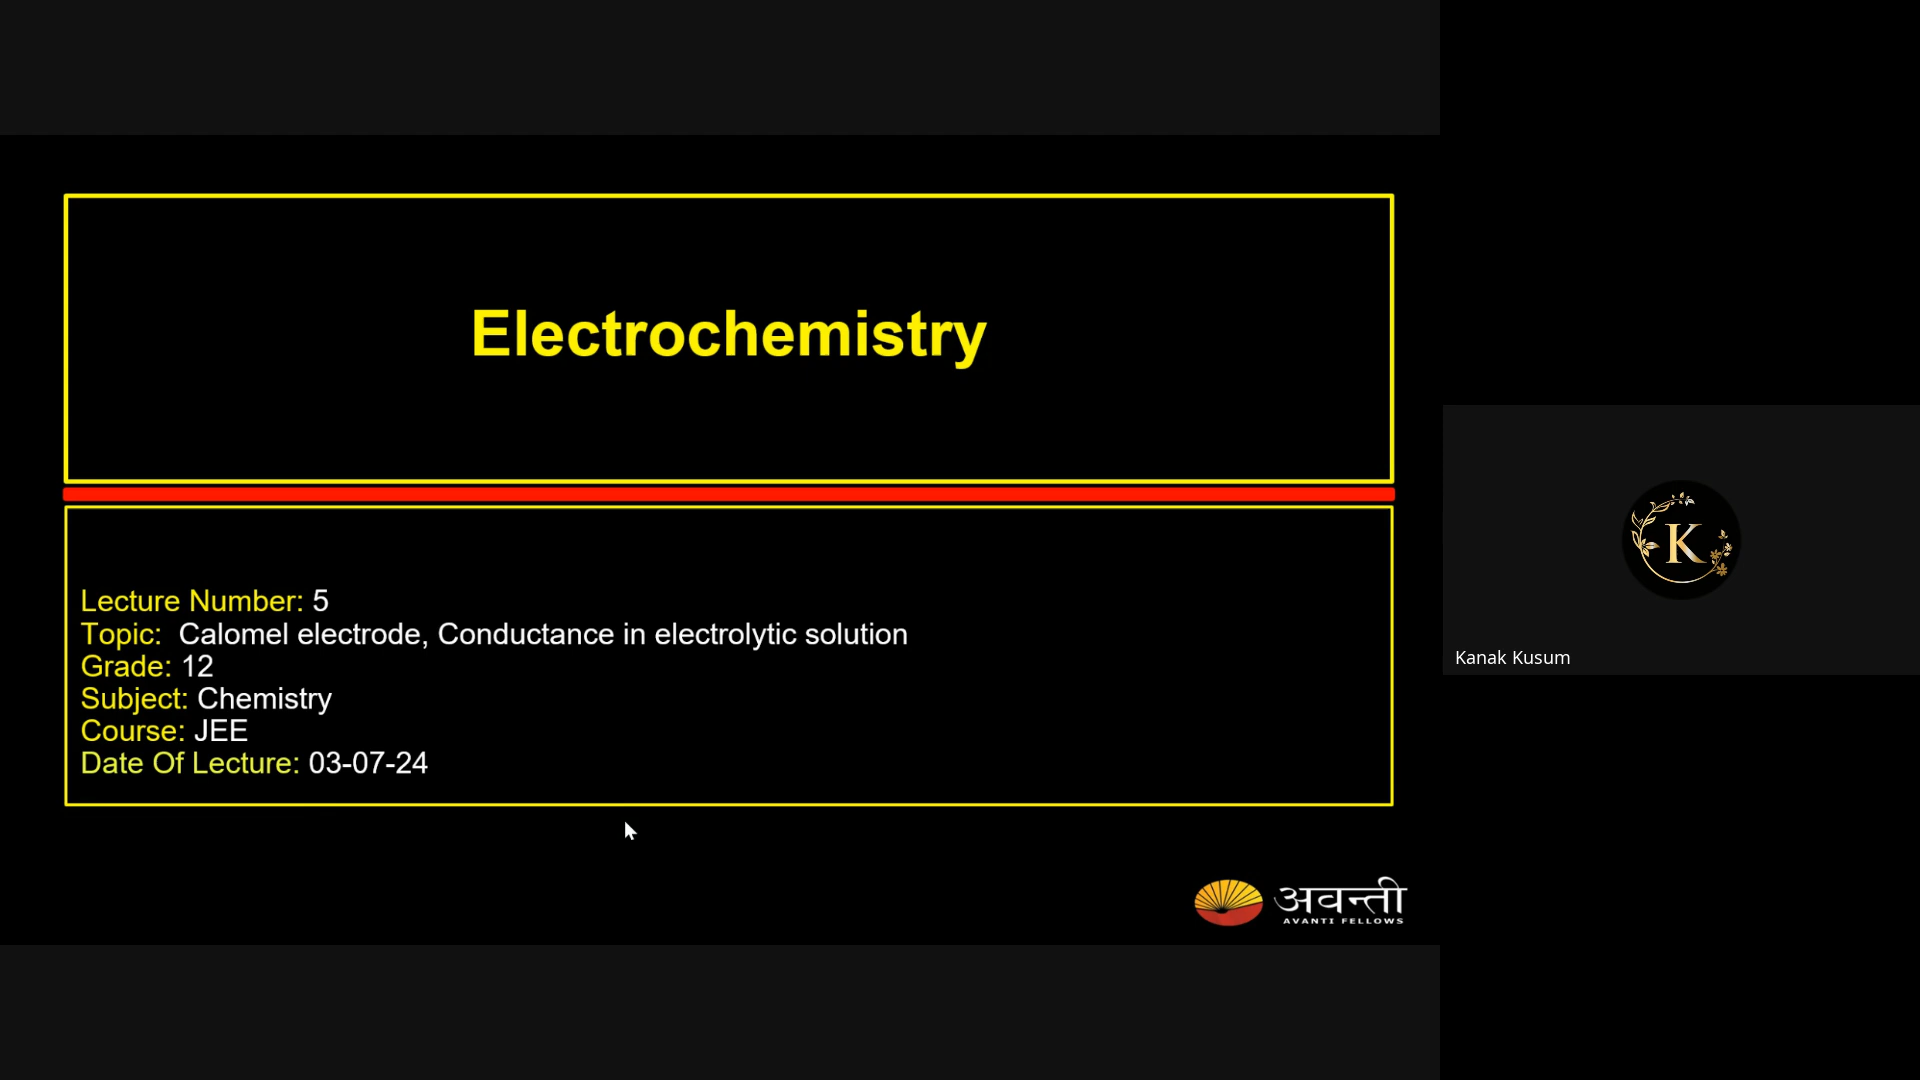 Electrochemistry
Lecture Number: 5
Topic: Calomel electrode, Conductance in electrolytic solution
Grade: 12
Subject: Chemistry
Course: JEE
Date Of Lecture: 03-07-24
K
Kanak Kusum
अवन्ती
AVANTI FELLOWS